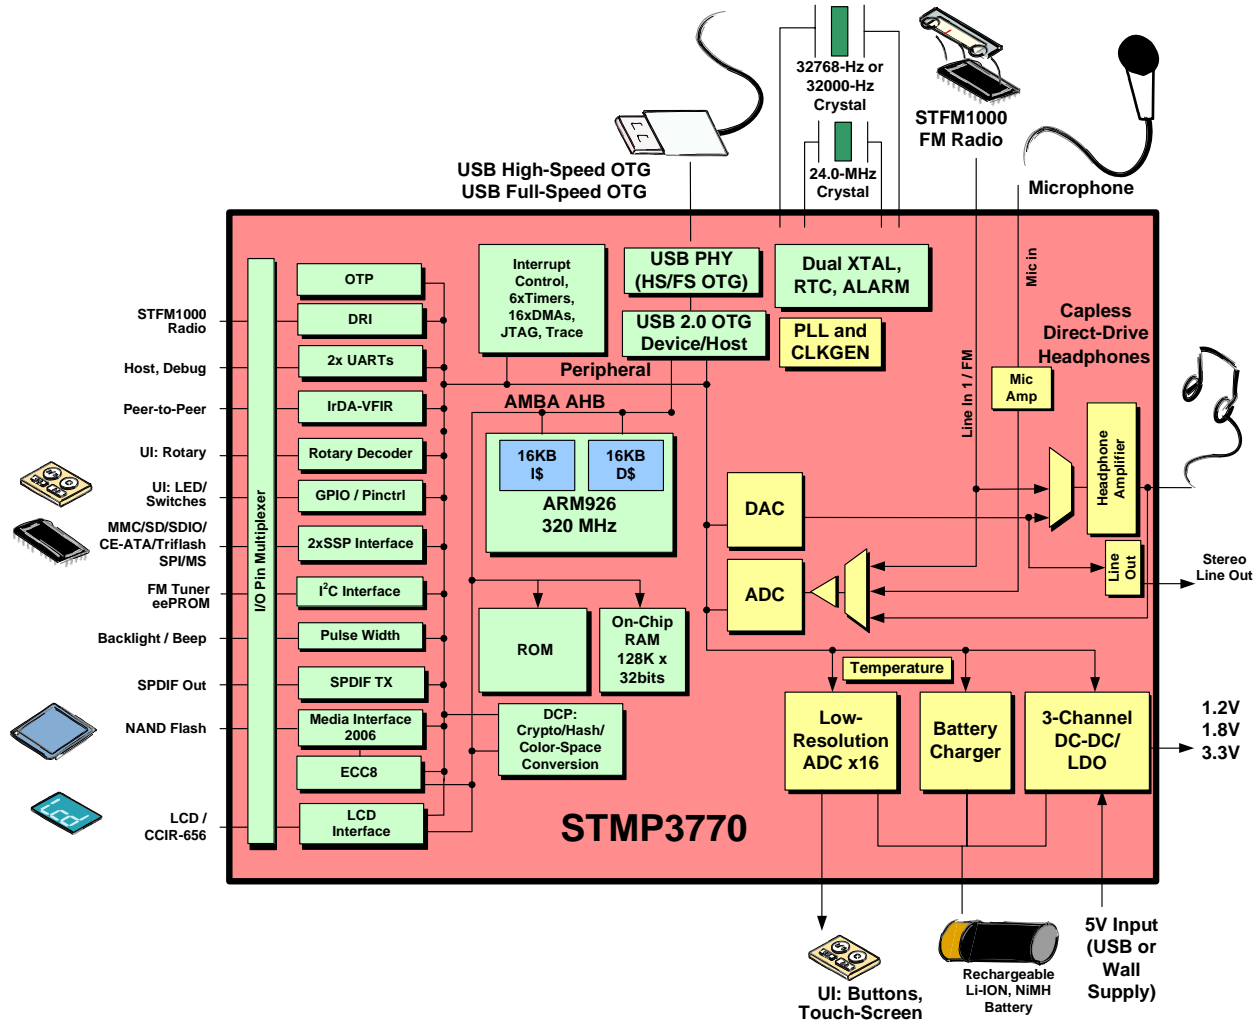 32768-Hz or
32000-Hz
Crystal
STFM1000
FM Radio
USB High-Speed OTG
USB Full-Speed OTG
24.0-MHz
Crystal
Microphone
I/O Pin Multiplexer
OTP
STFM1000
Radio
DRI
Host, Debug
2x UARTs
Peer-to-Peer
IrDA-VFIR
UI: Rotary
Rotary Decoder
UI: LED/
Switches
GPIO / Pinctrl
MMC/SD/SDIO/
CE-ATA/Triflash
SPI/MS
2xSSP Interface
FM Tuner
eePROM
I²C Interface
Backlight / Beep
Pulse Width
SPDIF Out
SPDIF TX
NAND Flash
Media Interface
2006
ECC8
LCD /
CCIR-656
LCD
Interface
Lcd
Interrupt
Control,
6xTimers,
16xDMAs,
JTAG, Trace
USB PHY
(HS/FS OTG)
USB 2.0 OTG
Device/Host
Dual XTAL,
RTC, ALARM
PLL and
CLKGEN
Peripheral
AMBA AHB
16KB
I$
16KB
D$
ARM926
320 MHz
ROM
On-Chip
RAM
128K x
32bits
DCP:
Crypto/Hash/
Color-Space
Conversion
Mic in
Line In 1 / FM
Mic
Amp
Capless
Direct-Drive
Headphones
Headphone
Amplifier
DAC
ADC
Line
Out
Stereo
Line Out
Temperature
Low-
Resolution
ADC x16
Battery
Charger
3-Channel
DC-DC/
LDO
1.2V
1.8V
3.3V
STMP3770
UI: Buttons,
Touch-Screen
Rechargeable
Li-ION, NiMH
Battery
5V Input
(USB or
Wall
Supply)